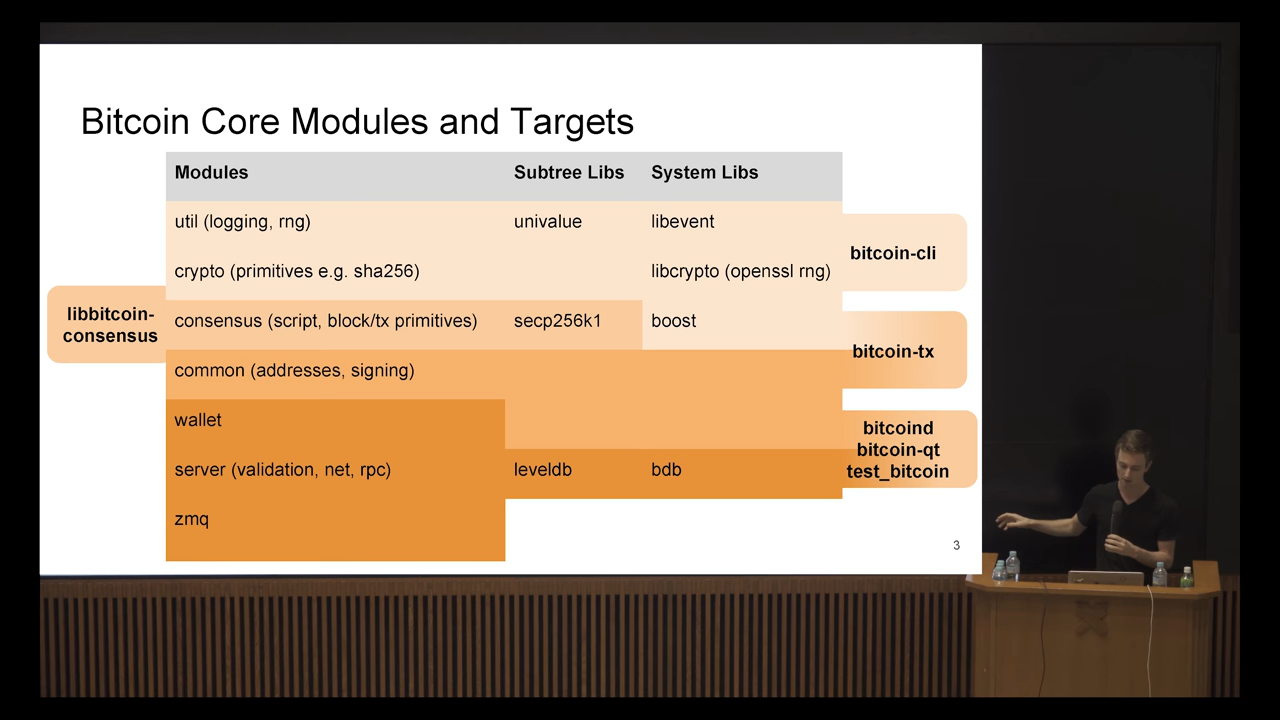 Bitcoin Core Modules and Targets
Modules Subtree Libs System Libs
util (logging, rng) univalue libevent
bitcoin-cli
crypto (primitives e.g. sha256) libcrypto (openssl rng)
libbitcoin-
consensus
consensus (script, block/tx primitives) secp256k1 boost
bitcoin-tx
common (addresses, signing)
wallet
bitcoind
bitcoin-qt
test_bitcoin
server (validation, net, rpc) leveldb bdb
zmq
3